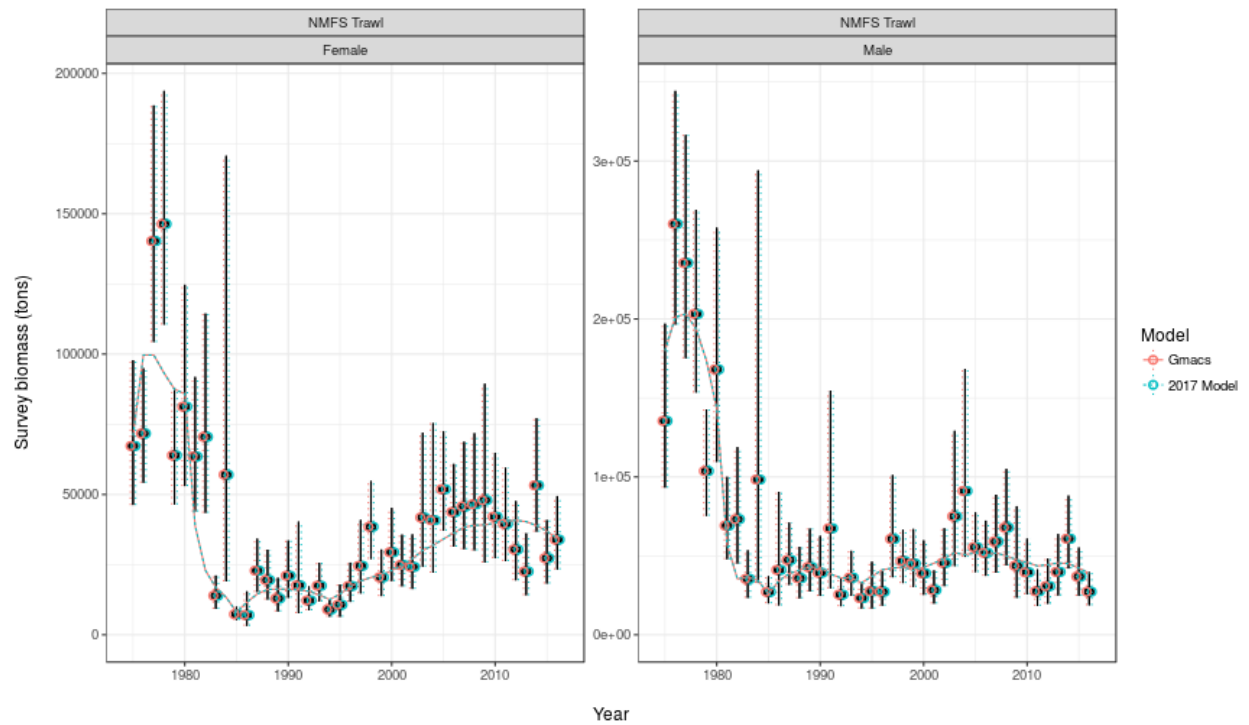 NMFS Trawl
Female
NMFS Trawl
Male
Survey biomass (tons)
200000
150000
100000
50000
0
3e+05
2e+05
1e+05
0e+00
1980
1990
2000
2010
1980
1990
2000
2010
Year
Model
Gmacs
2017 Model